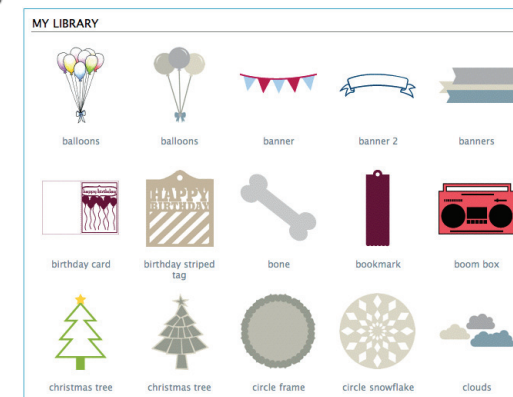 MY LIBRARY
balloons
balloons
banner
banner 2
banners
happy birthday
HAPPY
BIRTHDAY
birthday card
birthday striped
tag
bone
bookmark
boom box
christmas tree
christmas tree
circle frame
circle snowflake
clouds